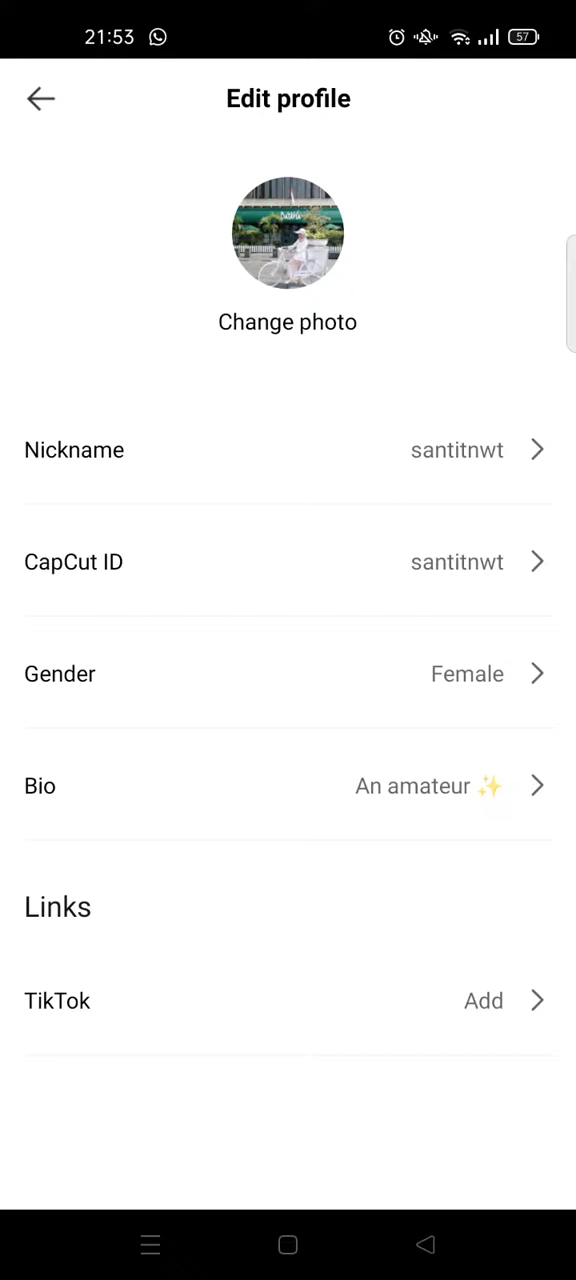 21:53
57
Edit profile
Change photo
Nickname santitnwt
CapCut ID santitnwt
Gender Female
Bio An amateur ✨
Links
TikTok Add